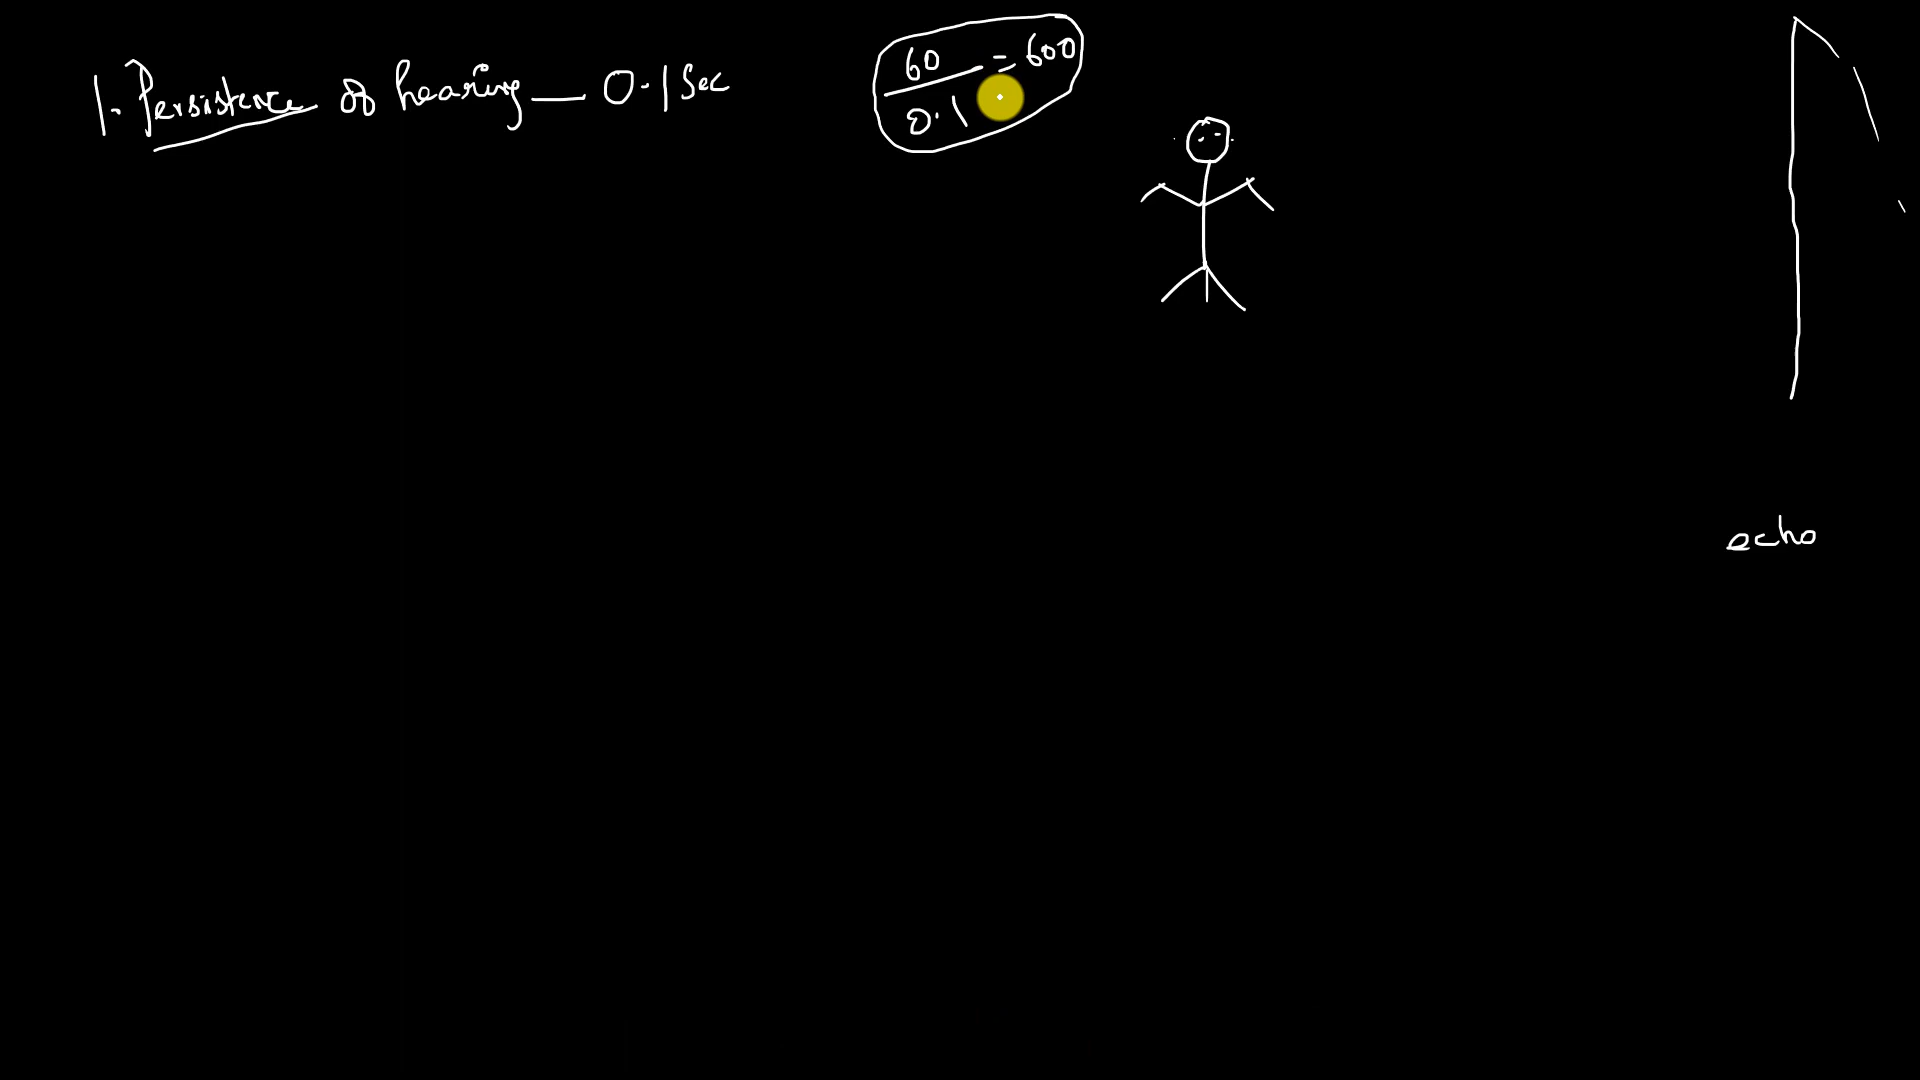 1. Persistence of hearing — 0.1 Sec
60/0.1 = 600
echo